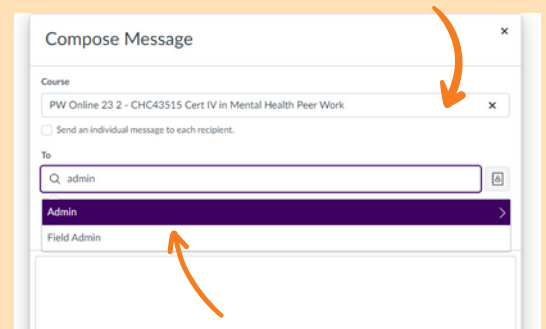 Compose Message
Course
PW Online 23 2 - CHC43515 Cert IV in Mental Health Peer Work
Send an individual message to each recipient.
To
admin
Admin
Field Admin